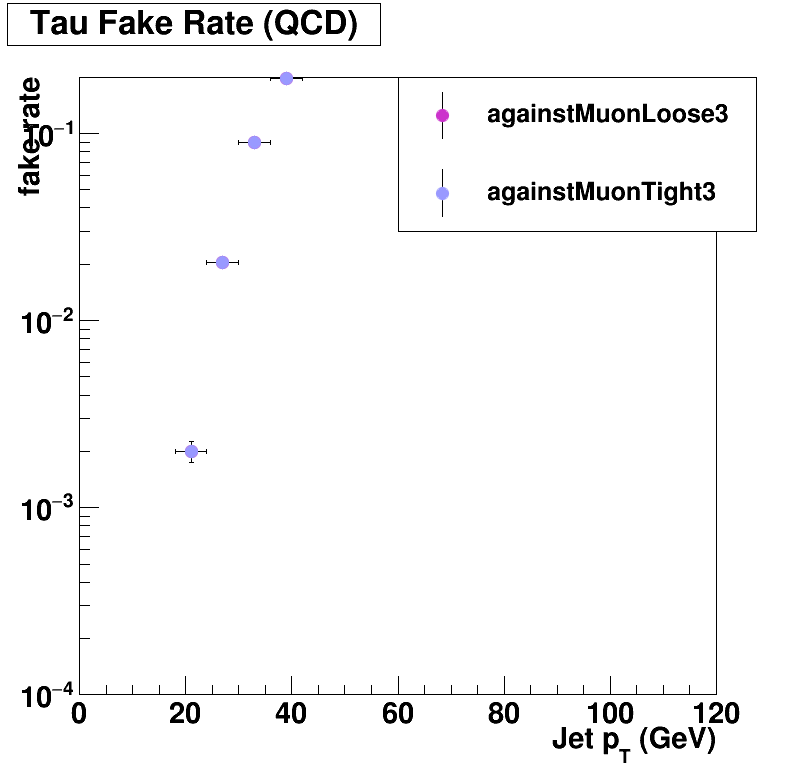 Tau Fake Rate (QCD)
fake rate
againstMuonLoose3
againstMuonTight3
10⁻¹
10⁻²
10⁻³
10⁻⁴
0 20 40 60 80 100 120
Jet p_T (GeV)